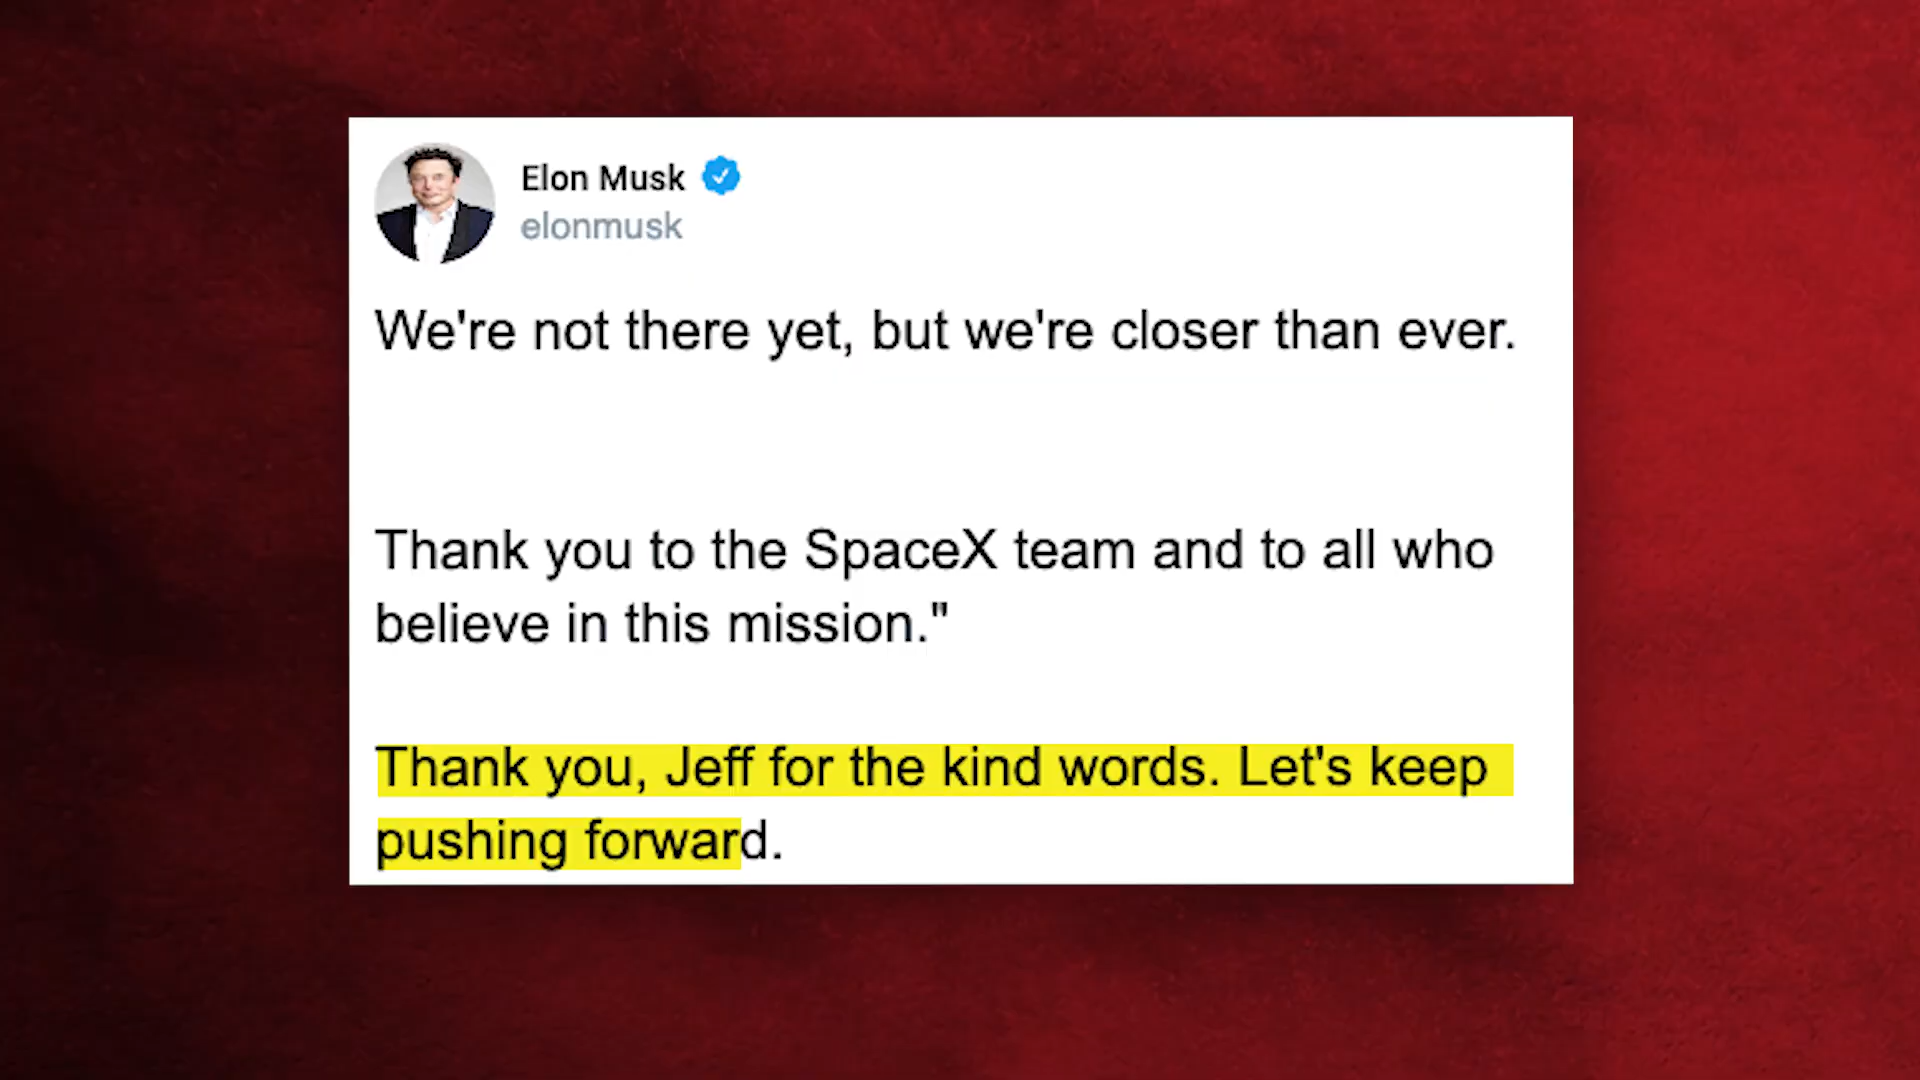 Elon Musk
elonmusk
We're not there yet, but we're closer than ever.
Thank you to the SpaceX team and to all who
believe in this mission."
Thank you, Jeff for the kind words. Let's keep
pushing forward.